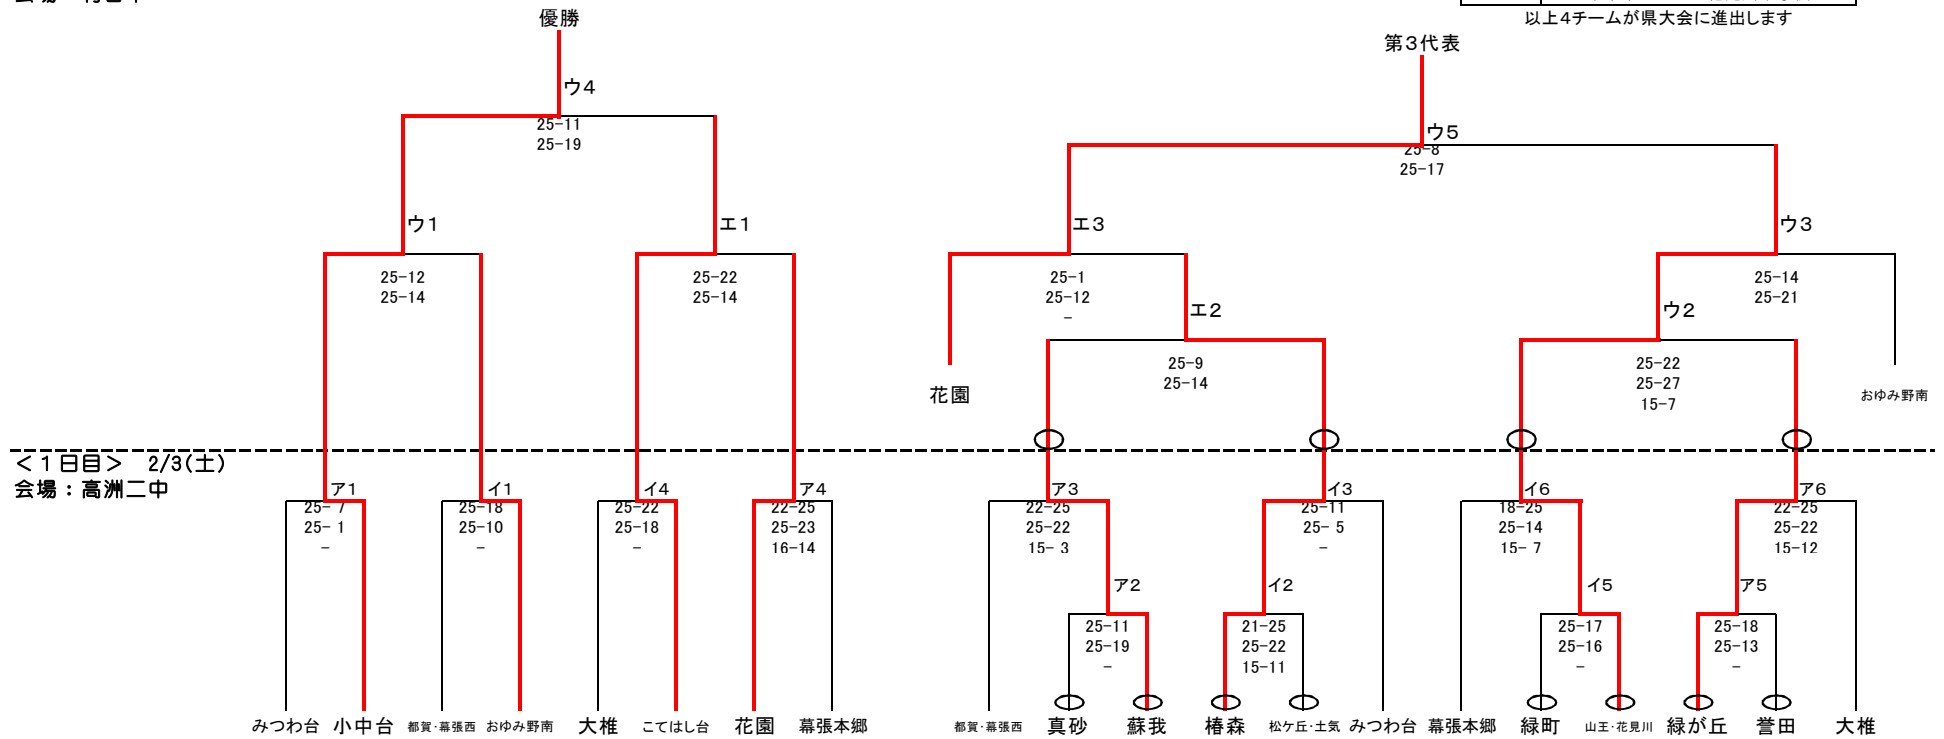 優勝
以上4チームが県大会に進出します
第3代表
ウ4
25-11
25-19
ウ5
25-8
25-17
ウ1
エ1
エ3
ウ3
25-12
25-14
25-22
25-14
25-1
25-12
-
25-14
25-21
エ2
ウ2
25-9
25-14
25-22
25-27
15-7
花園
おゆみ野南
<1日目> 2/3(土)
会場:高洲二中
ア1
25- 7
25- 1
-
イ1
25-18
25-10
-
イ4
25-22
25-18
-
ア4
22-25
25-23
16-14
ア3
22-25
25-22
15- 3
イ3
25-11
25- 5
-
イ6
18-25
25-14
15- 7
ア6
22-25
25-22
15-12
ア2
25-11
25-19
-
イ2
21-25
25-22
15-11
イ5
25-17
25-16
-
ア5
25-18
25-13
-
みつわ台 小中台 都賀・幕張西 おゆみ野南 大椎 こてはし台 花園 幕張本郷 都賀・幕張西 真砂 蘇我 椿森 松ケ丘・土気 みつわ台 幕張本郷 緑町 山王・花見川 緑が丘 誉田 大椎